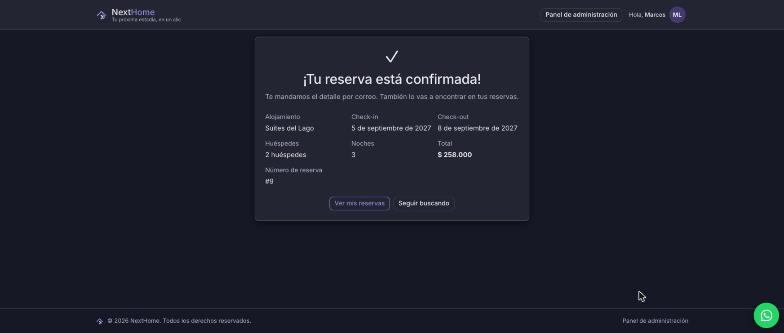 NextHome
Tu próxima estadía, en un clic
Panel de administración
Hola, Marcos
ML
¡Tu reserva está confirmada!
Te mandamos el detalle por correo. También lo vas a encontrar en tus reservas.
Alojamiento
Check-in
Check-out
Suites del Lago
5 de septiembre de 2027
8 de septiembre de 2027
Huéspedes
Noches
Total
2 huéspedes
3
$ 258.000
Número de reserva
#9
Ver mis reservas
Seguir buscando
© 2026 NextHome. Todos los derechos reservados.
Panel de administración